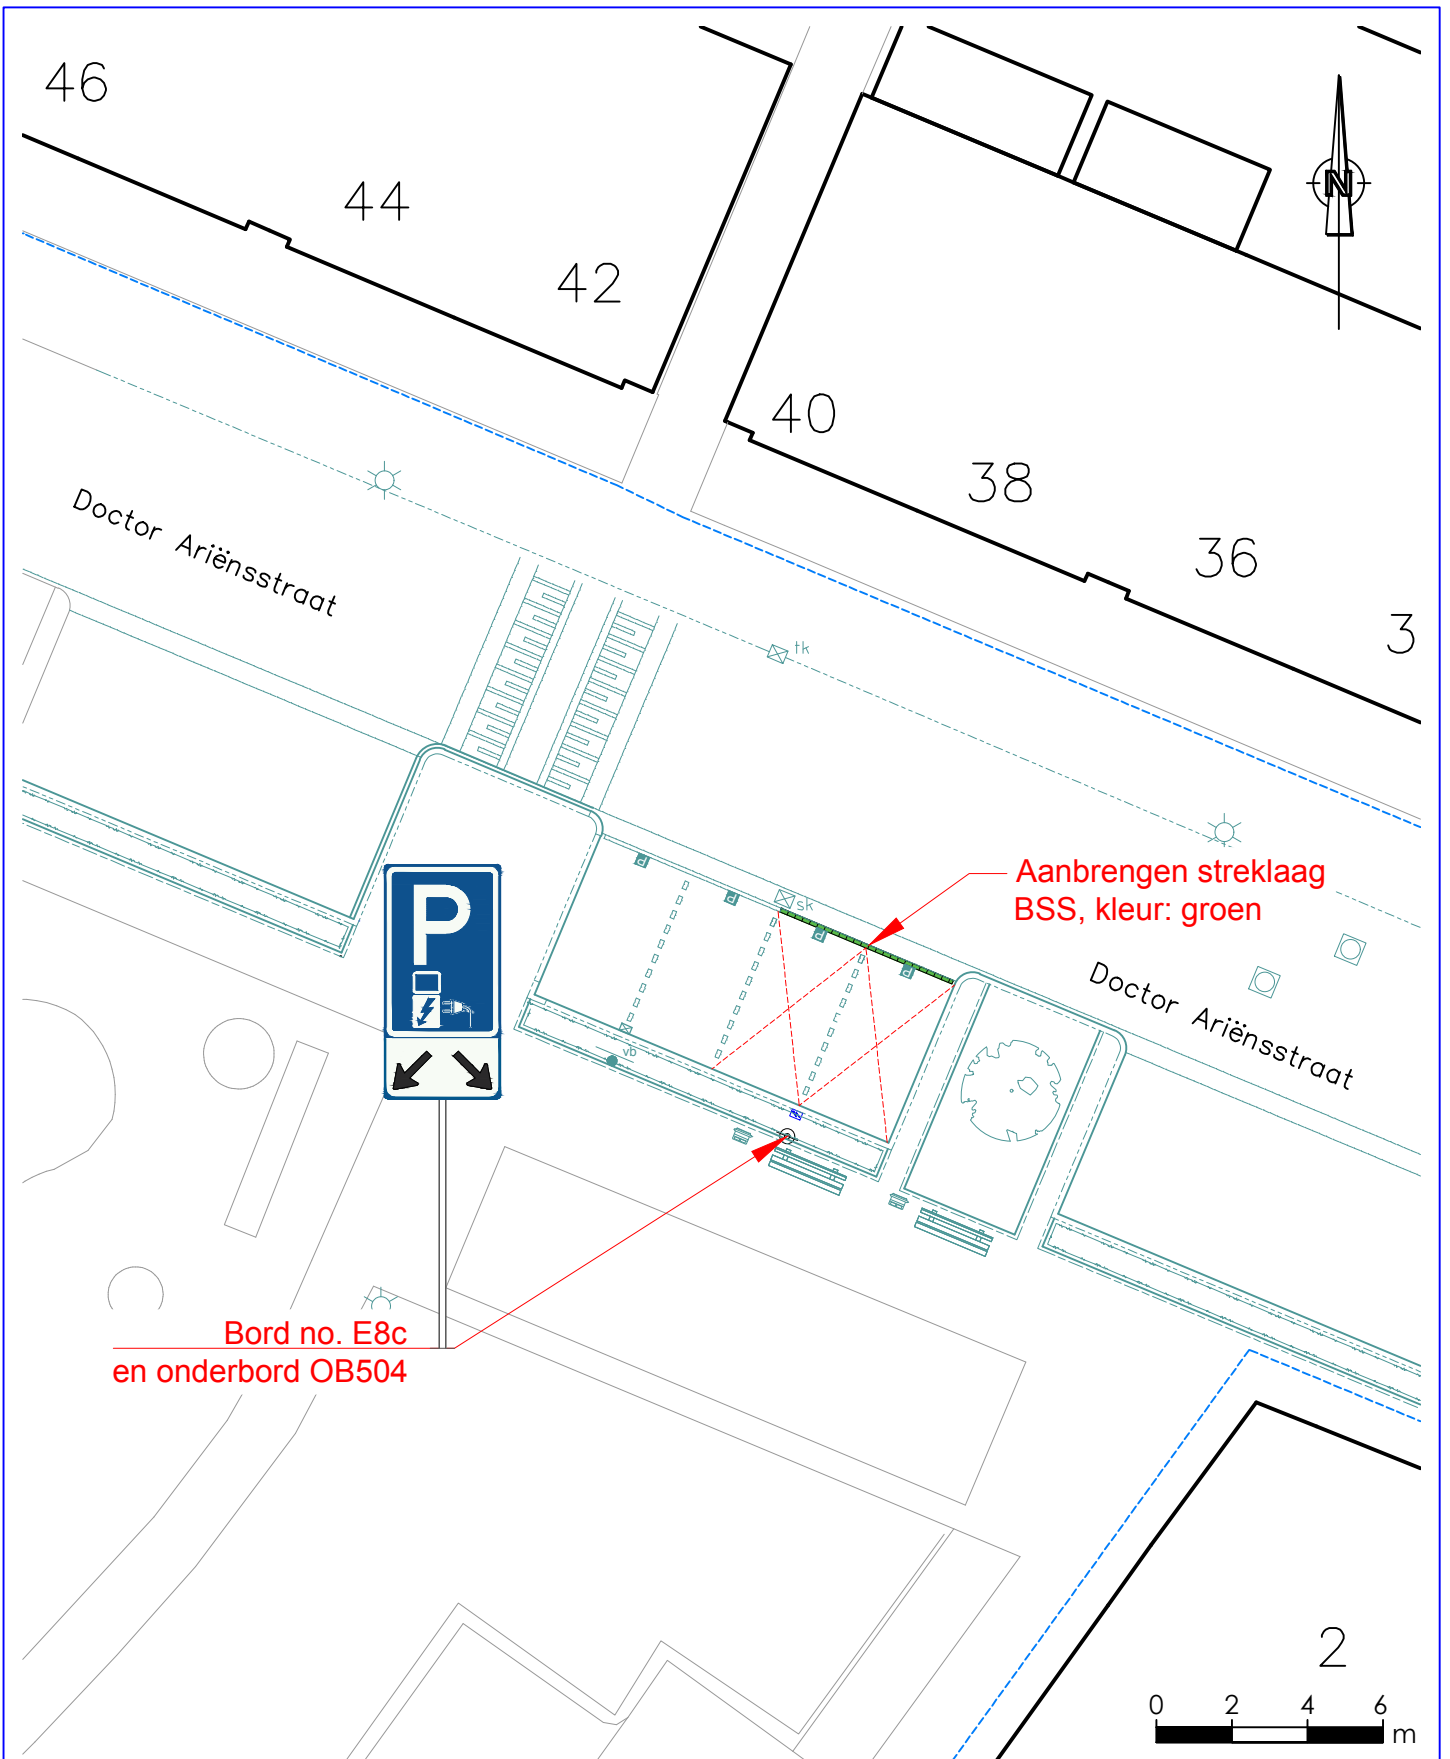 46
44
42
N
40
38
36
3
Doctor Ariënsstraat
tk
P
P
sk
P
P
Aanbrengen streklaag
BSS, kleur: groen
P
Doctor Ariënsstraat
vb
Bord no. E8c
en onderbord OB504
2
0 2 4 6 m